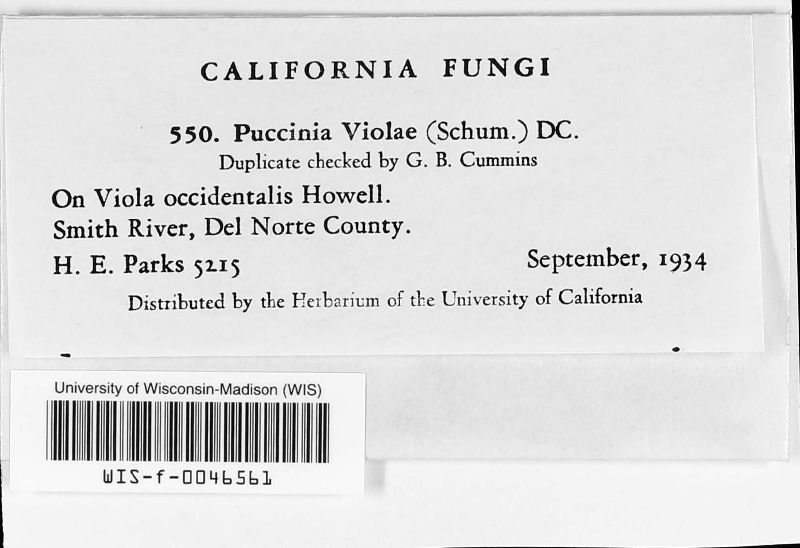 CALIFORNIA FUNGI
550. Puccinia Violae (Schum.) DC.
Duplicate checked by G. B. Cummins
On Viola occidentalis Howell.
Smith River, Del Norte County.
H. E. Parks 5215 September, 1934
Distributed by the Herbarium of the University of California
University of Wisconsin-Madison (WIS)
WIS-f-0046561